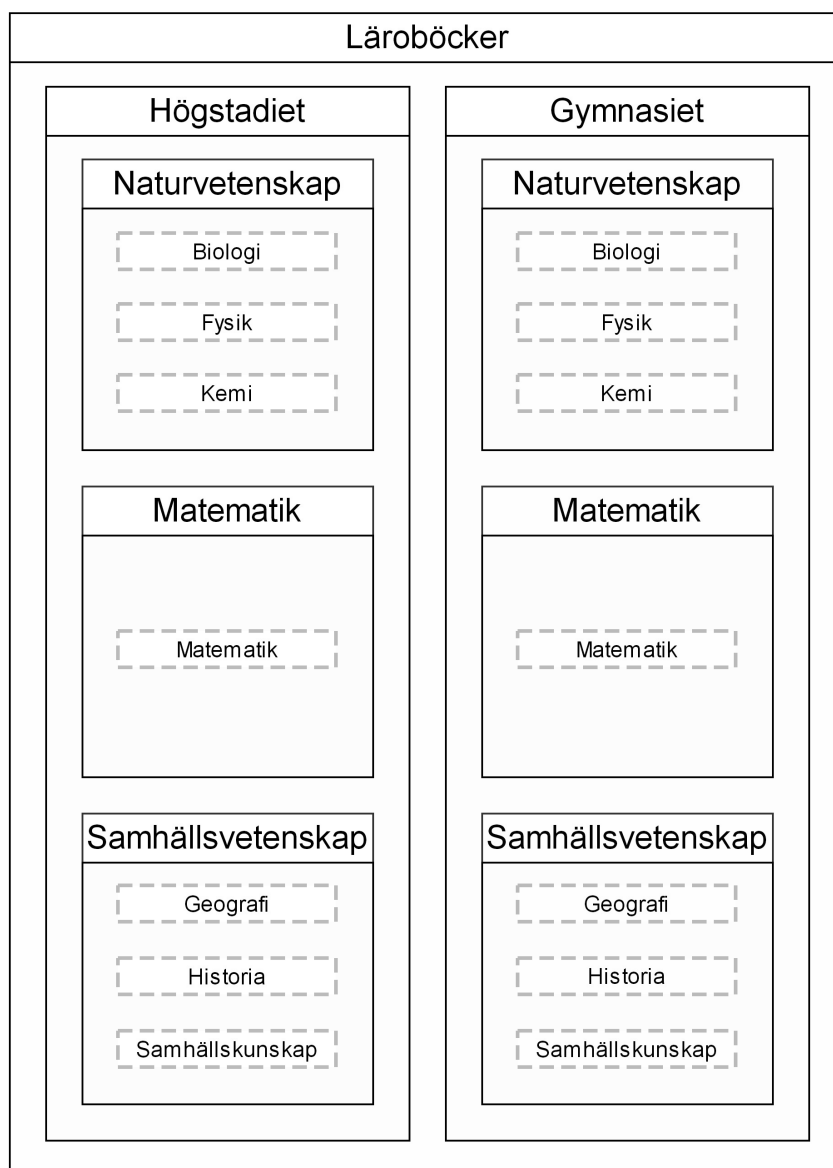 Läroböcker
Högstadiet
Naturvetenskap
Biologi
Fysik
Kemi
Matematik
Matematik
Samhällsvetenskap
Geografi
Historia
Samhällskunskap
Gymnasiet
Naturvetenskap
Biologi
Fysik
Kemi
Matematik
Matematik
Samhällsvetenskap
Geografi
Historia
Samhällskunskap